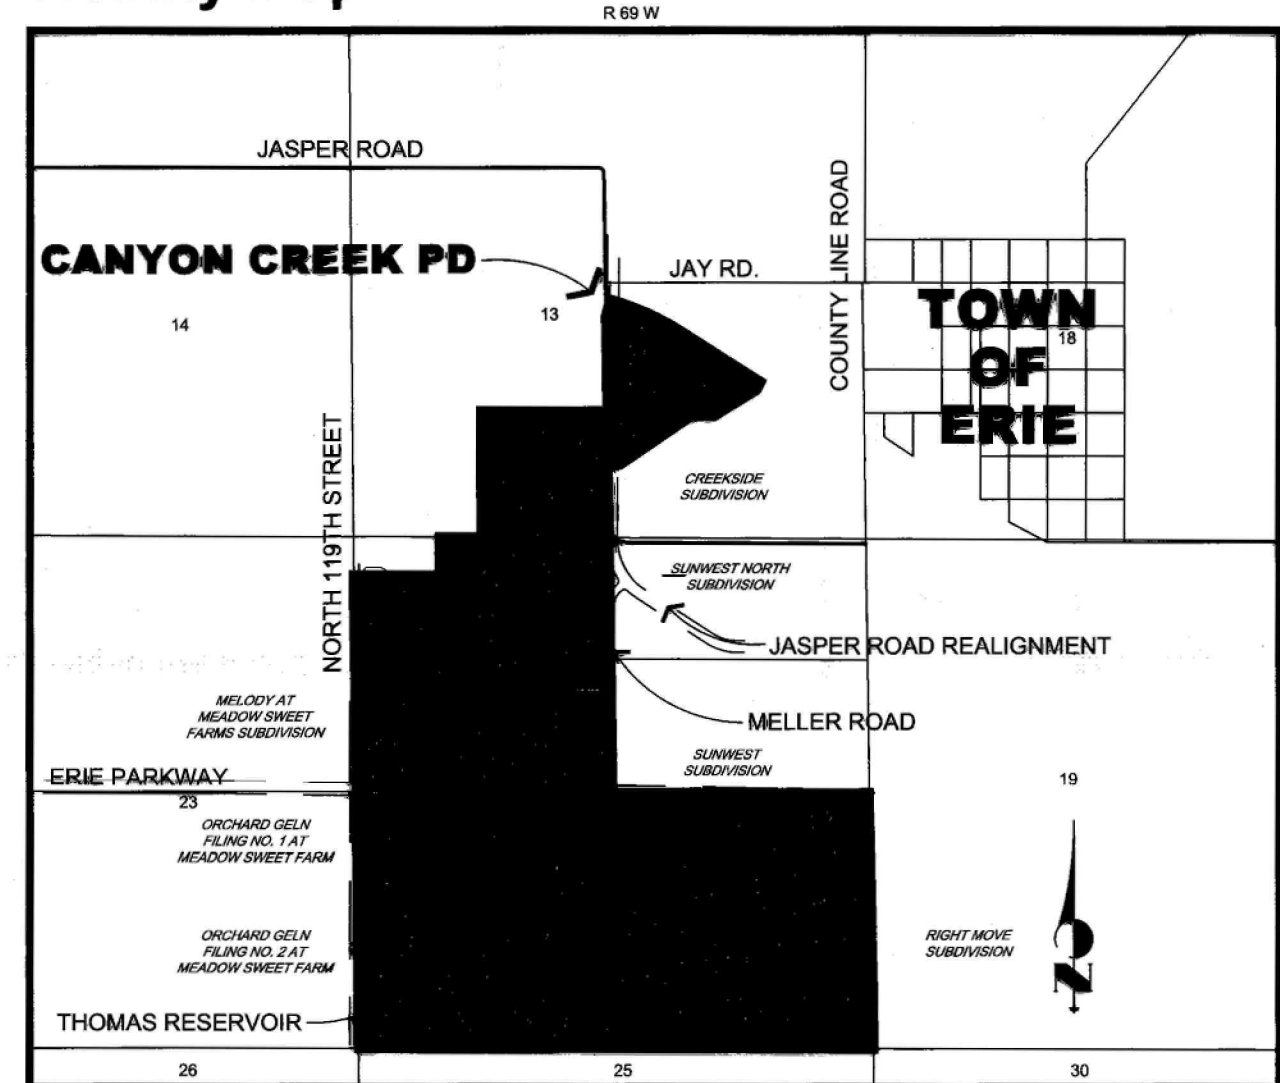 R 69 W
JASPER ROAD
CANYON CREEK PD
JAY RD.
COUNTY LINE ROAD
14
13
TOWN
OF
ERIE
18
NORTH 119TH STREET
CREEKSIDE
SUBDIVISION
SUNWEST NORTH
SUBDIVISION
JASPER ROAD REALIGNMENT
MELODY AT
MEADOW SWEET
FARMS SUBDIVISION
MELLER ROAD
SUNWEST
SUBDIVISION
ERIE PARKWAY
23
19
ORCHARD GELN
FILING NO. 1 AT
MEADOW SWEET FARM
ORCHARD GELN
FILING NO. 2 AT
MEADOW SWEET FARM
RIGHT MOVE
SUBDIVISION
N
THOMAS RESERVOIR
26
25
30